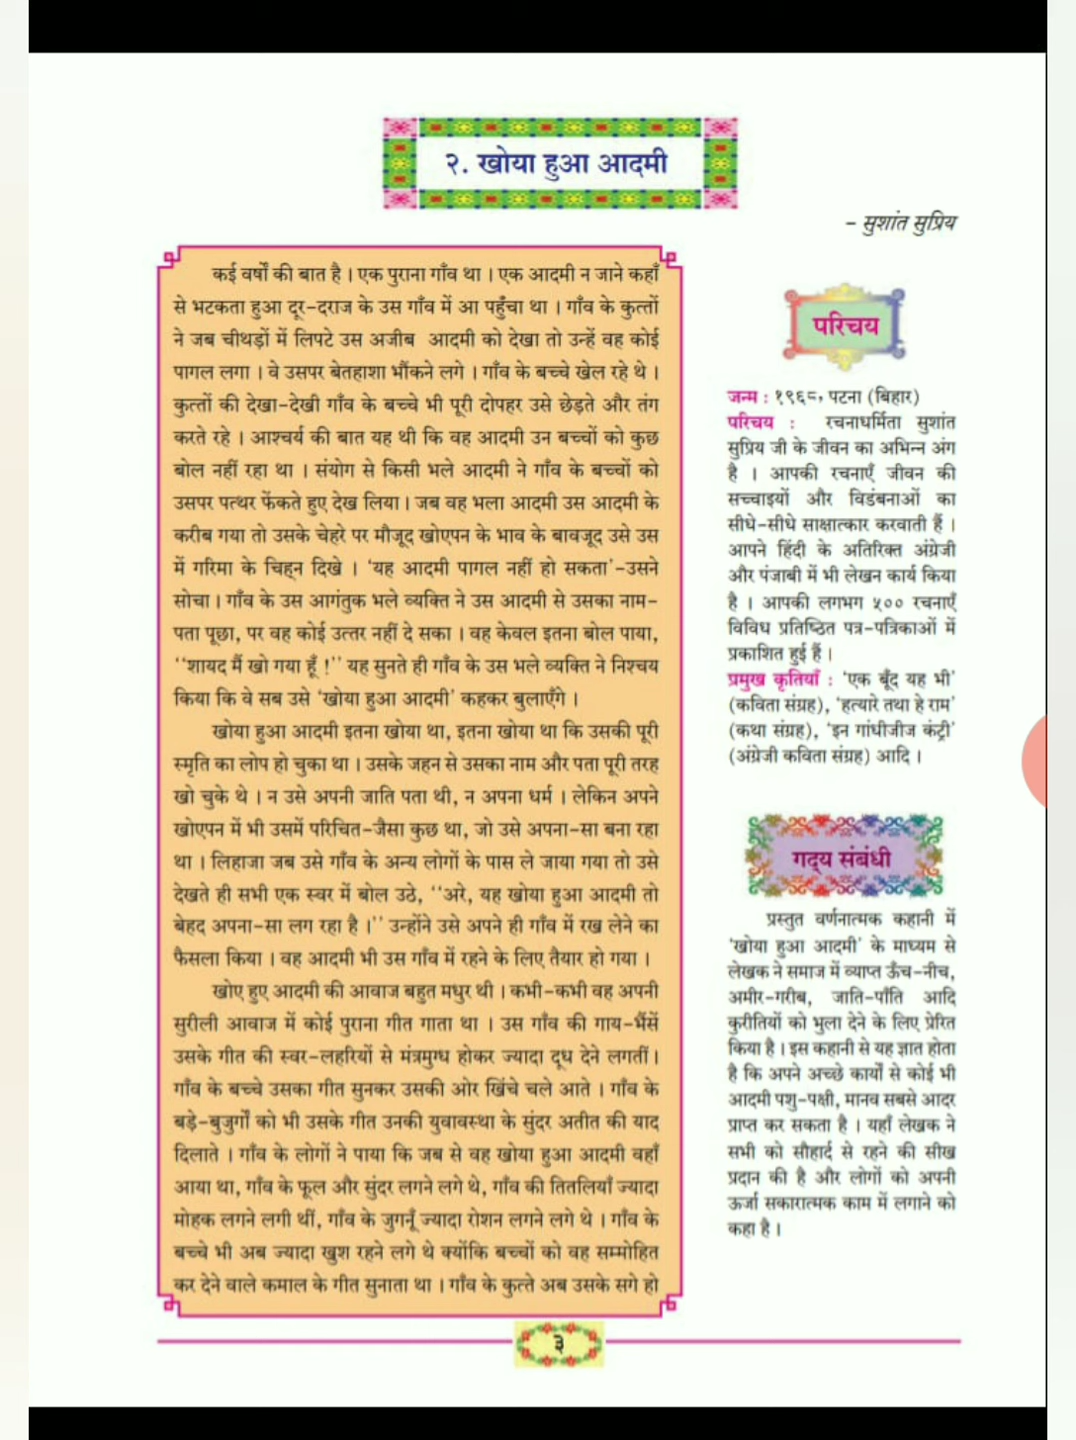 २. खोया हुआ आदमी
– सुशांत सुप्रिय
कई वर्षों की बात है । एक पुराना गाँव था । एक आदमी न जाने कहाँ
से भटकता हुआ दूर-दराज के उस गाँव में आ पहुँचा था । गाँव के कुत्तों
ने जब चीथड़ों में लिपटे उस अजीब आदमी को देखा तो उन्हें वह कोई
पागल लगा । वे उसपर बेतहाशा भौंकने लगे । गाँव के बच्चे खेल रहे थे ।
कुत्तों की देखा-देखी गाँव के बच्चे भी पूरी दोपहर उसे छेड़ते और तंग
करते रहे । आश्चर्य की बात यह थी कि वह आदमी उन बच्चों को कुछ
बोल नहीं रहा था । संयोग से किसी भले आदमी ने गाँव के बच्चों को
उसपर पत्थर फेंकते हुए देख लिया । जब वह भला आदमी उस आदमी के
करीब गया तो उसके चेहरे पर मौजूद खोएपन के भाव के बावजूद उसे उस
में गरिमा के चिह्न दिखे । ‘यह आदमी पागल नहीं हो सकता’-उसने
सोचा । गाँव के उस आगंतुक भले व्यक्ति ने उस आदमी से उसका नाम-
पता पूछा, पर वह कोई उत्तर नहीं दे सका । वह केवल इतना बोल पाया,
‘‘शायद मैं खो गया हूँ !’’ यह सुनते ही गाँव के उस भले व्यक्ति ने निश्चय
किया कि वे सब उसे ‘खोया हुआ आदमी’ कहकर बुलाएँगे ।
खोया हुआ आदमी इतना खोया था, इतना खोया था कि उसकी पूरी
स्मृति का लोप हो चुका था । उसके जहन से उसका नाम और पता पूरी तरह
खो चुके थे । न उसे अपनी जाति पता थी, न अपना धर्म । लेकिन अपने
खोएपन में भी उसमें परिचित-जैसा कुछ था, जो उसे अपना-सा बना रहा
था । लिहाजा जब उसे गाँव के अन्य लोगों के पास ले जाया गया तो उसे
देखते ही सभी एक स्वर में बोल उठे, ‘‘अरे, यह खोया हुआ आदमी तो
बेहद अपना-सा लग रहा है ।’’ उन्होंने उसे अपने ही गाँव में रख लेने का
फैसला किया । वह आदमी भी उस गाँव में रहने के लिए तैयार हो गया ।
खोए हुए आदमी की आवाज बहुत मधुर थी । कभी-कभी वह अपनी
सुरीली आवाज में कोई पुराना गीत गाता था । उस गाँव की गाय-भैंसें
उसके गीत की स्वर-लहरियों से मंत्रमुग्ध होकर ज्यादा दूध देने लगतीं ।
गाँव के बच्चे उसका गीत सुनकर उसकी ओर खिंचे चले आते । गाँव के
बड़े-बुजुर्गों को भी उसके गीत उनकी युवावस्था के सुंदर अतीत की याद
दिलाते । गाँव के लोगों ने पाया कि जब से वह खोया हुआ आदमी वहाँ
आया था, गाँव के फूल और सुंदर लगने लगे थे, गाँव की तितलियाँ ज्यादा
मोहक लगने लगी थीं, गाँव के जुगनूँ ज्यादा रोशन लगने लगे थे । गाँव के
बच्चे भी अब ज्यादा खुश रहने लगे थे क्योंकि बच्चों को वह सम्मोहित
कर देने वाले कमाल के गीत सुनाता था । गाँव के कुत्ते अब उसके सगे हो
परिचय
जन्म : १९६८, पटना (बिहार)
परिचय : रचनाधर्मिता सुशांत
सुप्रिय जी के जीवन का अभिन्न अंग
है । आपकी रचनाएँ जीवन की
सच्चाइयों और विडंबनाओं का
सीधे-सीधे साक्षात्कार करवाती हैं ।
आपने हिंदी के अतिरिक्त अंग्रेजी
और पंजाबी में भी लेखन कार्य किया
है । आपकी लगभग ५०० रचनाएँ
विविध प्रतिष्ठित पत्र-पत्रिकाओं में
प्रकाशित हुई हैं ।
प्रमुख कृतियाँ : ‘एक बूँद यह भी’
(कविता संग्रह), ‘हत्यारे तथा हे राम’
(कथा संग्रह), ‘इन गांधीजीज कंट्री’
(अंग्रेजी कविता संग्रह) आदि ।
गद्य संबंधी
प्रस्तुत वर्णनात्मक कहानी में
‘खोया हुआ आदमी’ के माध्यम से
लेखक ने समाज में व्याप्त ऊँच-नीच,
अमीर-गरीब, जाति-पाँति आदि
कुरीतियों को भुला देने के लिए प्रेरित
किया है । इस कहानी से यह ज्ञात होता
है कि अपने अच्छे कार्यों से कोई भी
आदमी पशु-पक्षी, मानव सबसे आदर
प्राप्त कर सकता है । यहाँ लेखक ने
सभी को सौहार्द से रहने की सीख
प्रदान की है और लोगों को अपनी
ऊर्जा सकारात्मक काम में लगाने को
कहा है ।
३